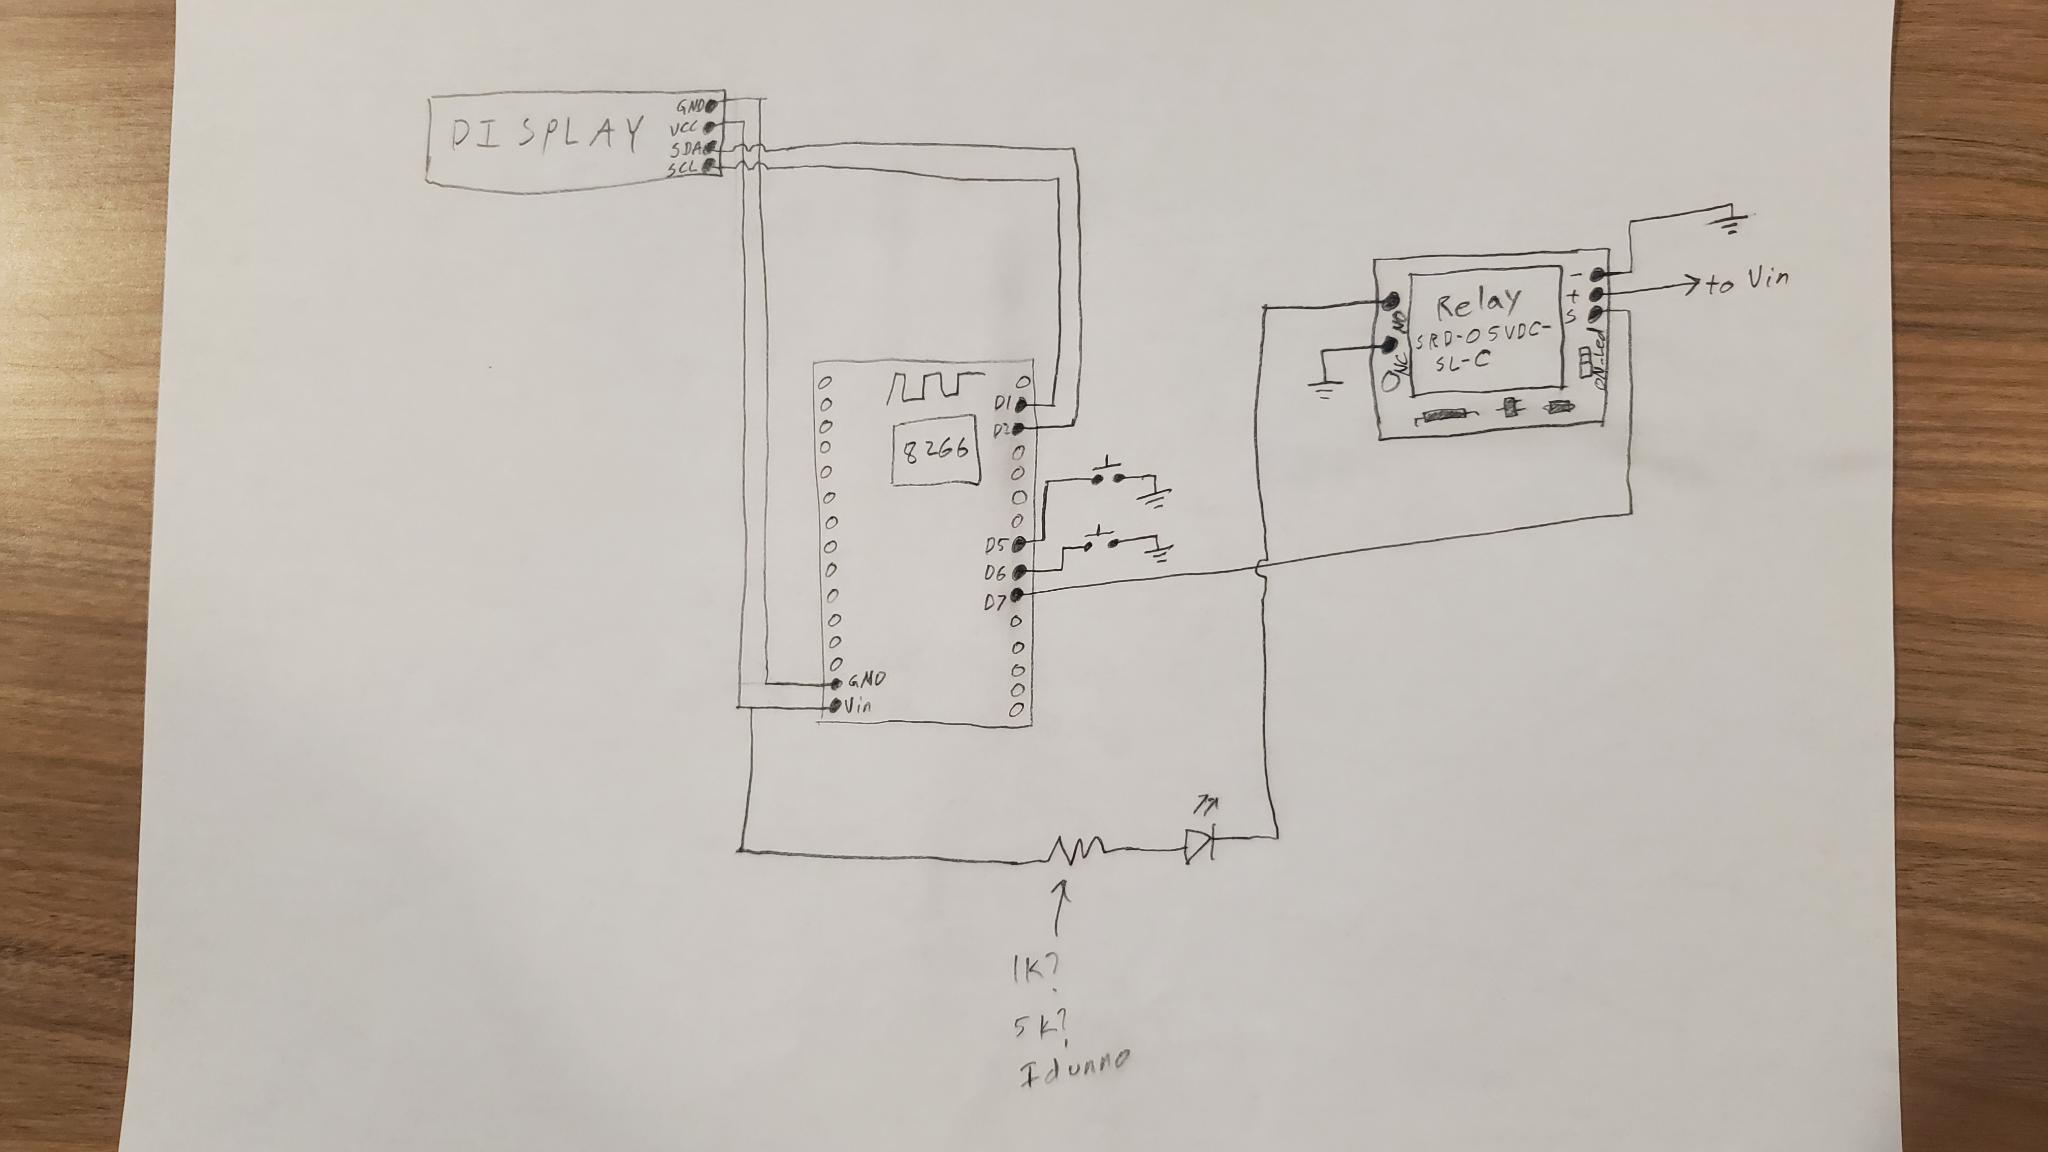 DISPLAY
GND
VCC
SDA
SCL
Relay
SRD-05VDC-
SL-C
NO
NC
-
+
S
ON-Led
to Vin
8266
D1
D2
D5
D6
D7
GND
Vin
1K?
5K?
Idunno